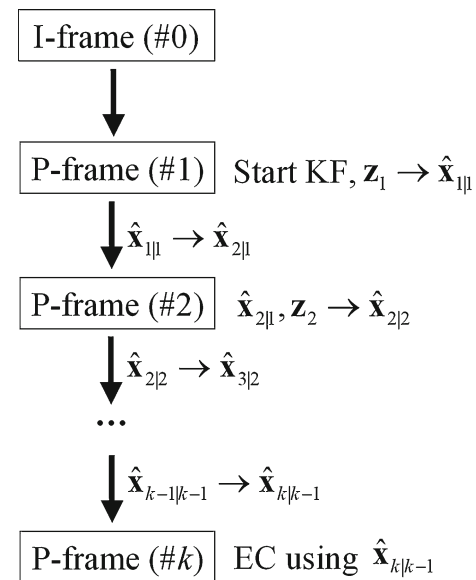 I-frame (#0)
P-frame (#1) Start KF, z₁ → x̂₁|₁
x̂₁|₁ → x̂₂|₁
P-frame (#2) x̂₂|₁, z₂ → x̂₂|₂
x̂₂|₂ → x̂₃|₂
...
x̂ₖ₋₁|ₖ₋₁ → x̂ₖ|ₖ₋₁
P-frame (#k) EC using x̂ₖ|ₖ₋₁